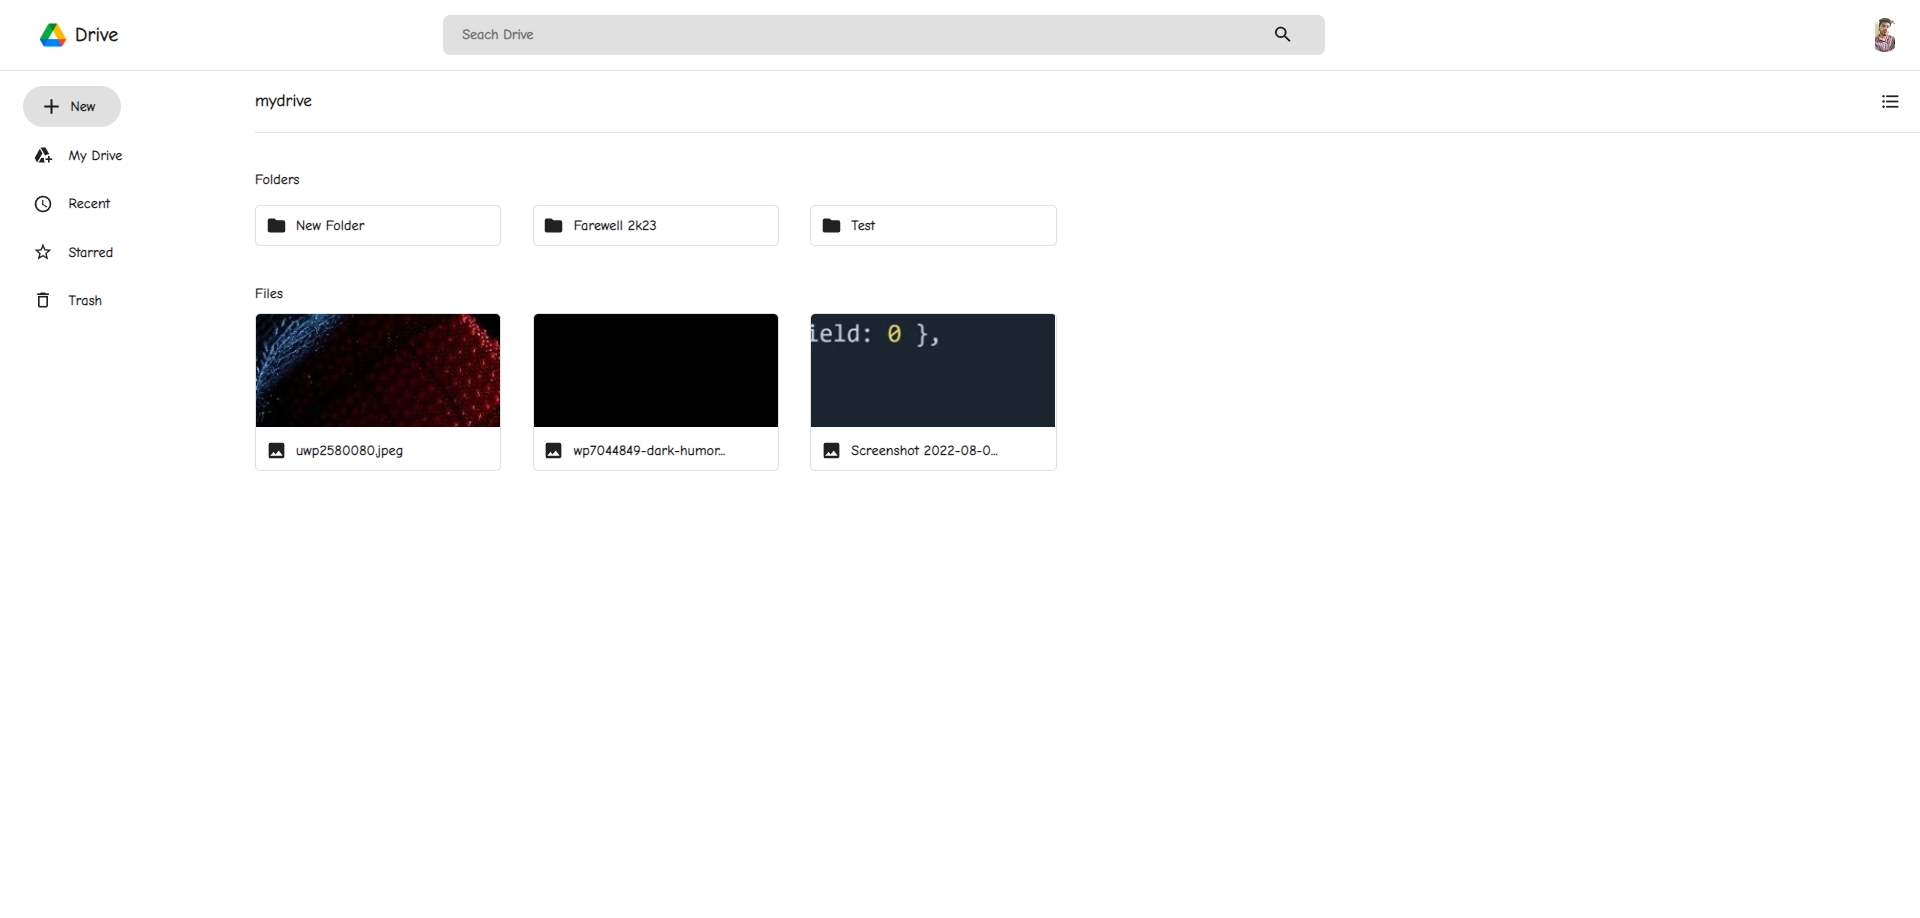 Drive
Seach Drive
New
My Drive
Recent
Starred
Trash
mydrive
Folders
New Folder
Farewell 2k23
Test
Files
ield: 0 },
uwp2580080.jpeg
wp7044849-dark-humor...
Screenshot 2022-08-0...